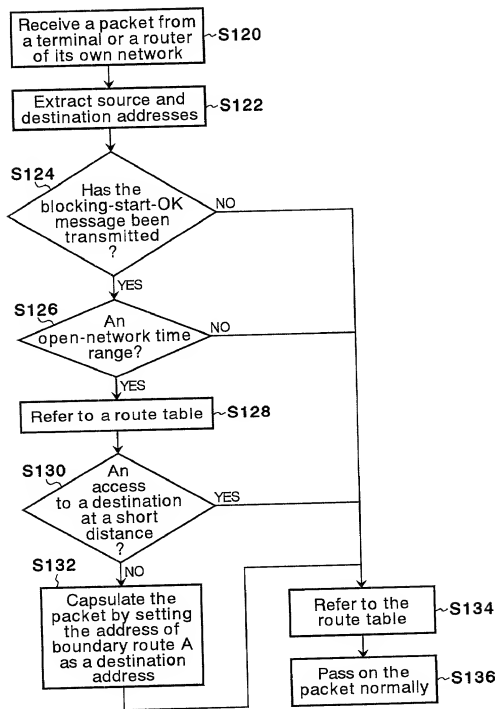 Receive a packet from
a terminal or a router
of its own network
S120
Extract source and
destination addresses
S122
S124
Has the
blocking-start-OK
message been
transmitted
?
NO
YES
S126
An
open-network time
range?
NO
YES
Refer to a route table
S128
S130
An
access
to a destination
at a short
distance
?
YES
NO
S132
Capsulate the
packet by setting
the address of
boundary route A
as a destination
address
Refer to the
route table
S134
Pass on the
packet normally
S136